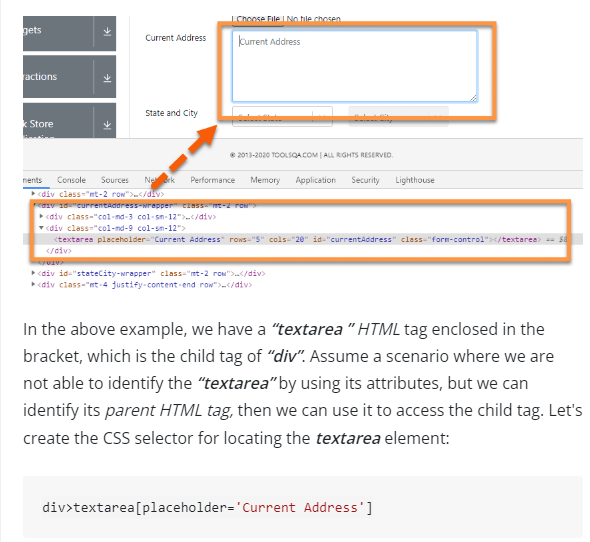 Choose File No file chosen
gets
Current Address
Current Address
ractions
State and City
k Store
Select State
Select City
© 2013-2020 TOOLSQA.COM | ALL RIGHTS RESERVED.
nents Console Sources Network Performance Memory Application Security Lighthouse
▶<div class="mt-2 row">…</div>
▼<div id="currentAddress-wrapper" class="mt-2 row">
▶<div class="col-md-3 col-sm-12">…</div>
▼<div class="col-md-9 col-sm-12">
<textarea placeholder="Current Address" rows="5" cols="20" id="currentAddress" class="form-control"></textarea> == $0
</div>
</div>
▶<div id="stateCity-wrapper" class="mt-2 row">…</div>
▶<div class="mt-4 justify-content-end row">…</div>
In the above example, we have a “textarea ” HTML tag enclosed in the
bracket, which is the child tag of “div”. Assume a scenario where we are
not able to identify the “textarea” by using its attributes, but we can
identify its parent HTML tag, then we can use it to access the child tag. Let's
create the CSS selector for locating the textarea element:
div>textarea[placeholder='Current Address']